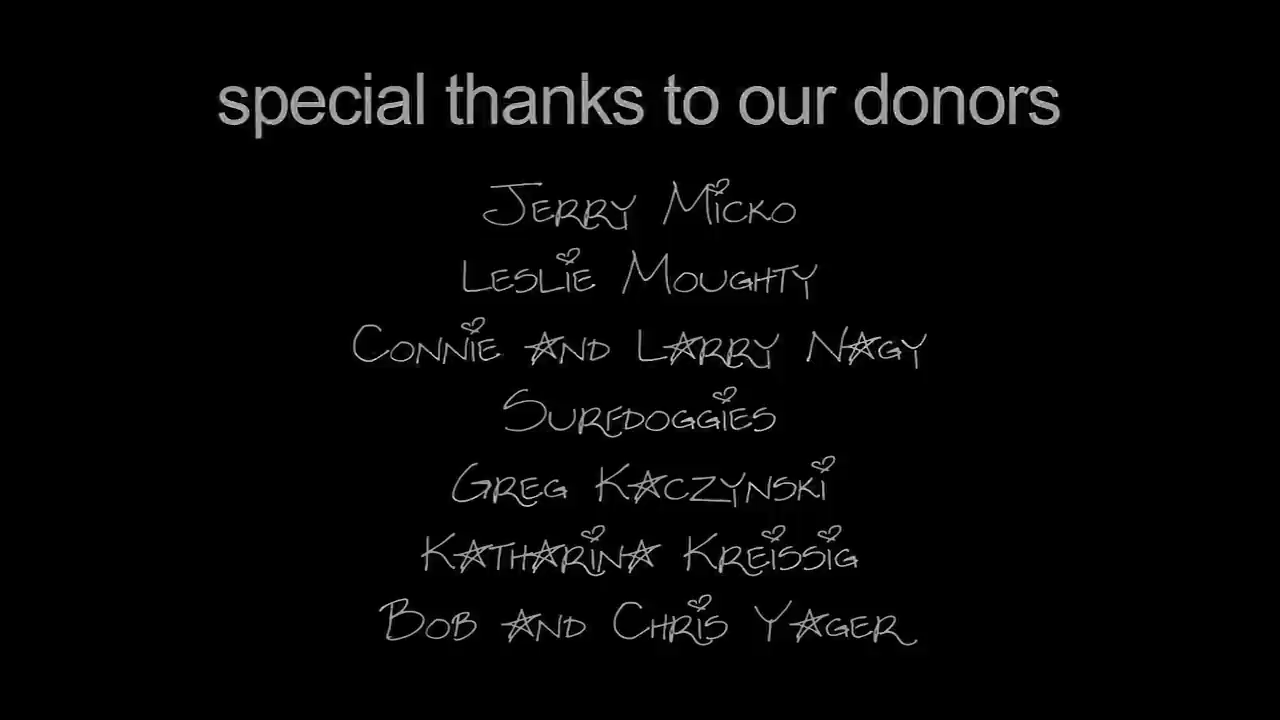 special thanks to our donors
Jerry Micko
Leslie Moughty
Connie and Larry Nagy
Surfdoggies
Greg Kaczynski
Katharina Kreissig
Bob and Chris Yager